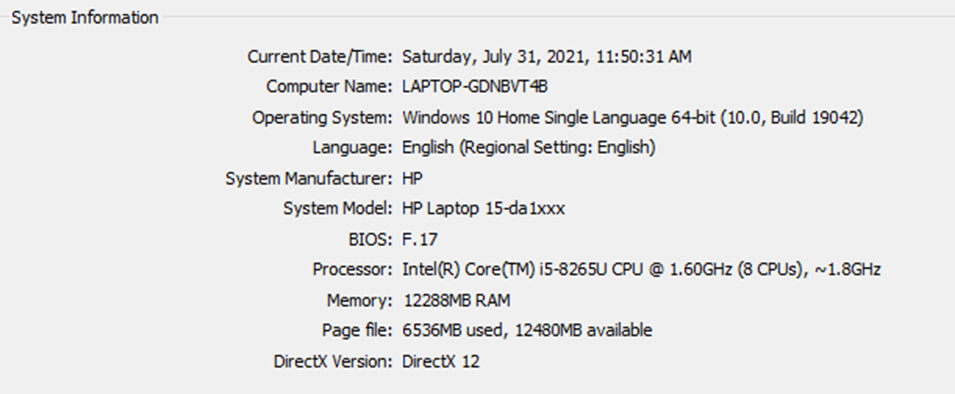 System Information
Current Date/Time: Saturday, July 31, 2021, 11:50:31 AM
Computer Name: LAPTOP-GDNBVT4B
Operating System: Windows 10 Home Single Language 64-bit (10.0, Build 19042)
Language: English (Regional Setting: English)
System Manufacturer: HP
System Model: HP Laptop 15-da1xxx
BIOS: F.17
Processor: Intel(R) Core(TM) i5-8265U CPU @ 1.60GHz (8 CPUs), ~1.8GHz
Memory: 12288MB RAM
Page file: 6536MB used, 12480MB available
DirectX Version: DirectX 12